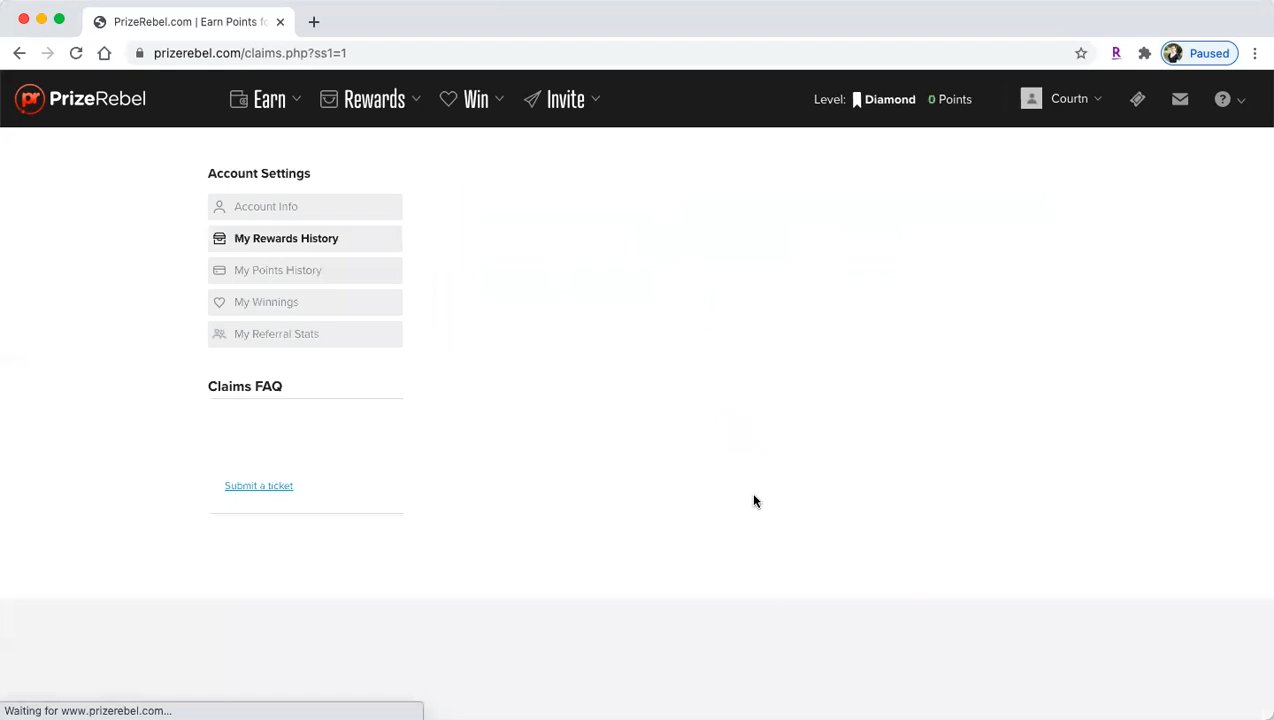 PrizeRebel.com | Earn Points fo
prizerebel.com/claims.php?ss1=1
R
Paused
pr PrizeRebel
Earn
Rewards
Win
Invite
Level: Diamond 0 Points
Courtn
?
Account Settings
Account Info
My Rewards History
My Points History
My Winnings
My Referral Stats
Claims FAQ
Submit a ticket
Waiting for www.prizerebel.com...